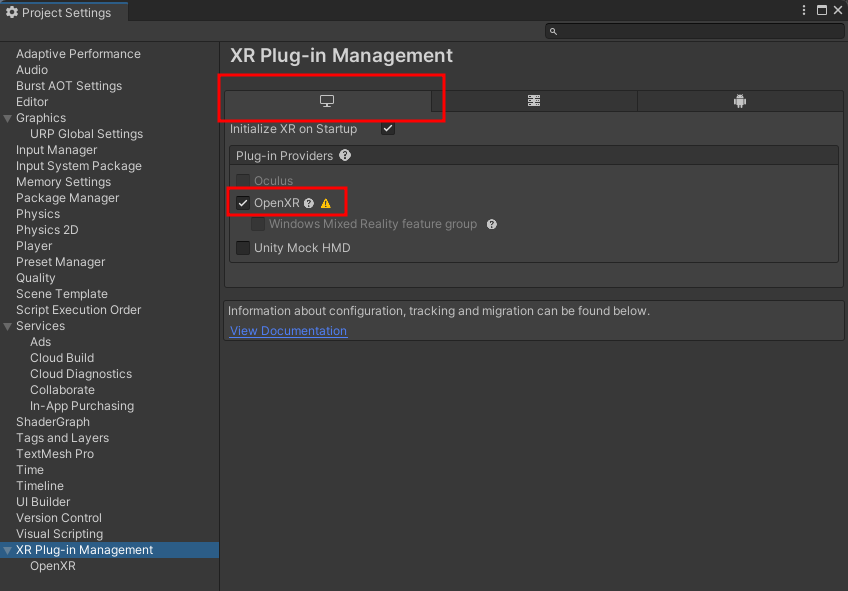 Project Settings
Adaptive Performance
Audio
Burst AOT Settings
Editor
Graphics
URP Global Settings
Input Manager
Input System Package
Memory Settings
Package Manager
Physics
Physics 2D
Player
Preset Manager
Quality
Scene Template
Script Execution Order
Services
Ads
Cloud Build
Cloud Diagnostics
Collaborate
In-App Purchasing
ShaderGraph
Tags and Layers
TextMesh Pro
Time
Timeline
UI Builder
Version Control
Visual Scripting
XR Plug-in Management
OpenXR
XR Plug-in Management
Initialize XR on Startup
Plug-in Providers
Oculus
OpenXR
Windows Mixed Reality feature group
Unity Mock HMD
Information about configuration, tracking and migration can be found below.
View Documentation